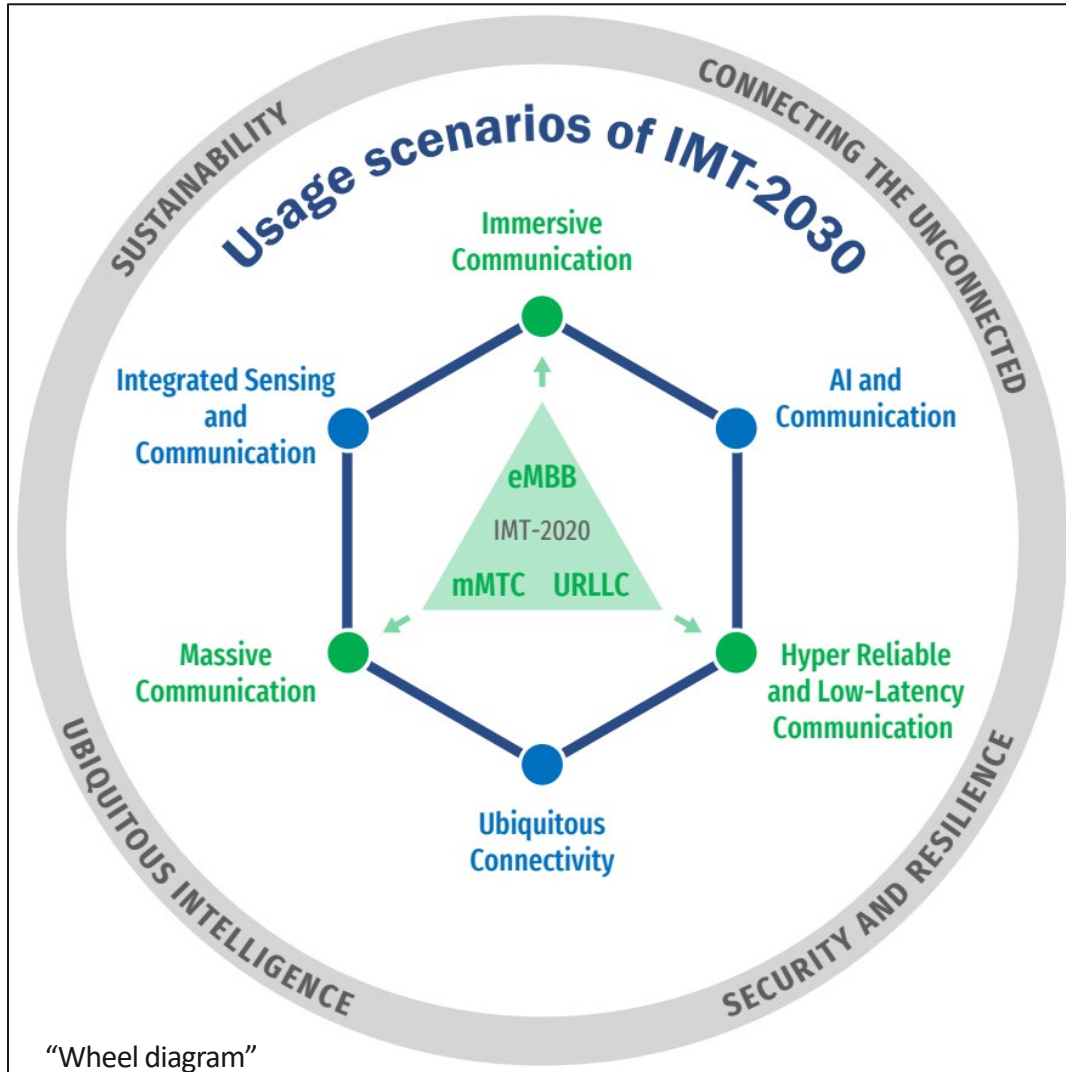 SUSTAINABILITY
CONNECTING THE UNCONNECTED
Usage scenarios of IMT-2030
Immersive
Communication
Integrated Sensing
and
Communication
AI and
Communication
eMBB
IMT-2020
mMTC URLLC
Massive
Communication
Hyper Reliable
and Low-Latency
Communication
Ubiquitous
Connectivity
UBIQUITOUS INTELLIGENCE
SECURITY AND RESILIENCE
“Wheel diagram”